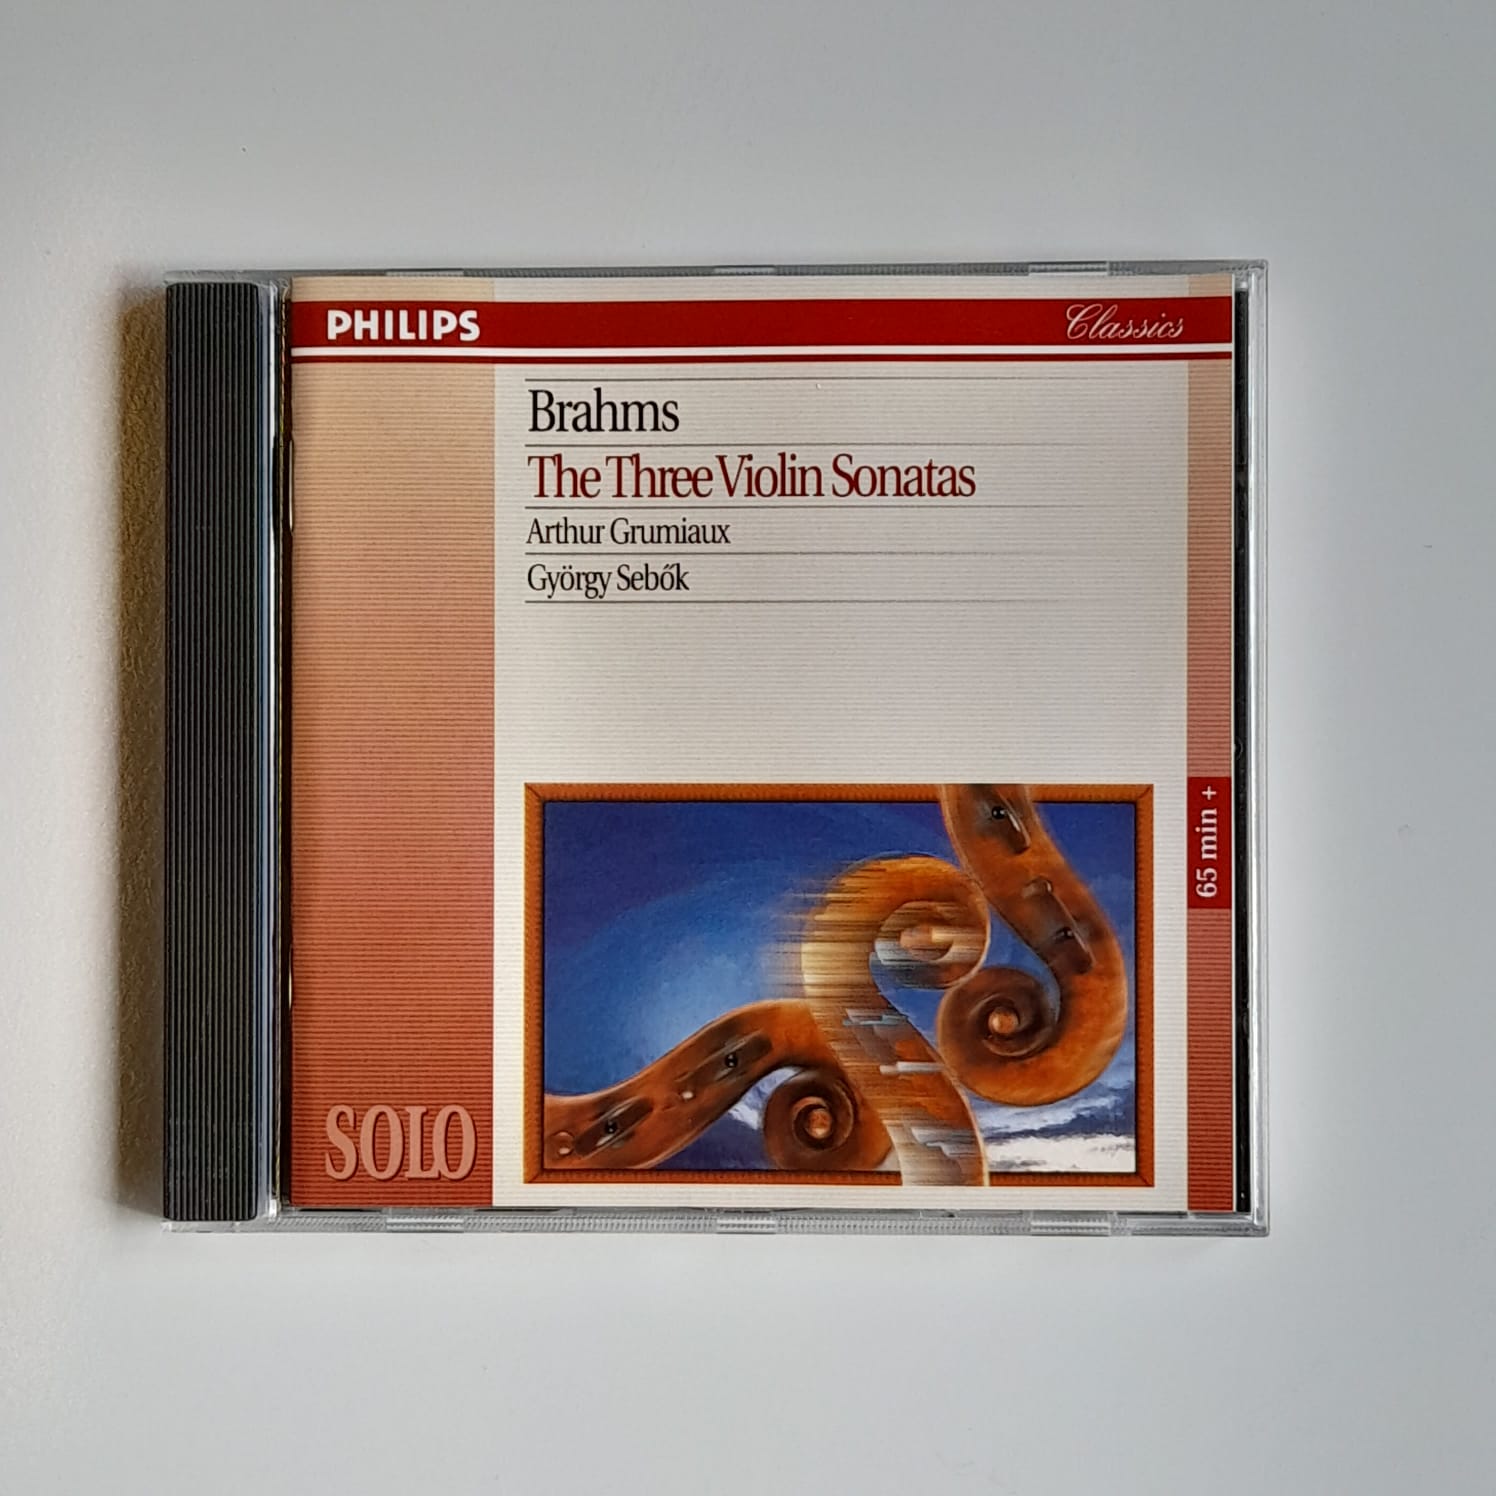 PHILIPS
Classics
Brahms
The Three Violin Sonatas
Arthur Grumiaux
György Sebők
65 min +
SOLO